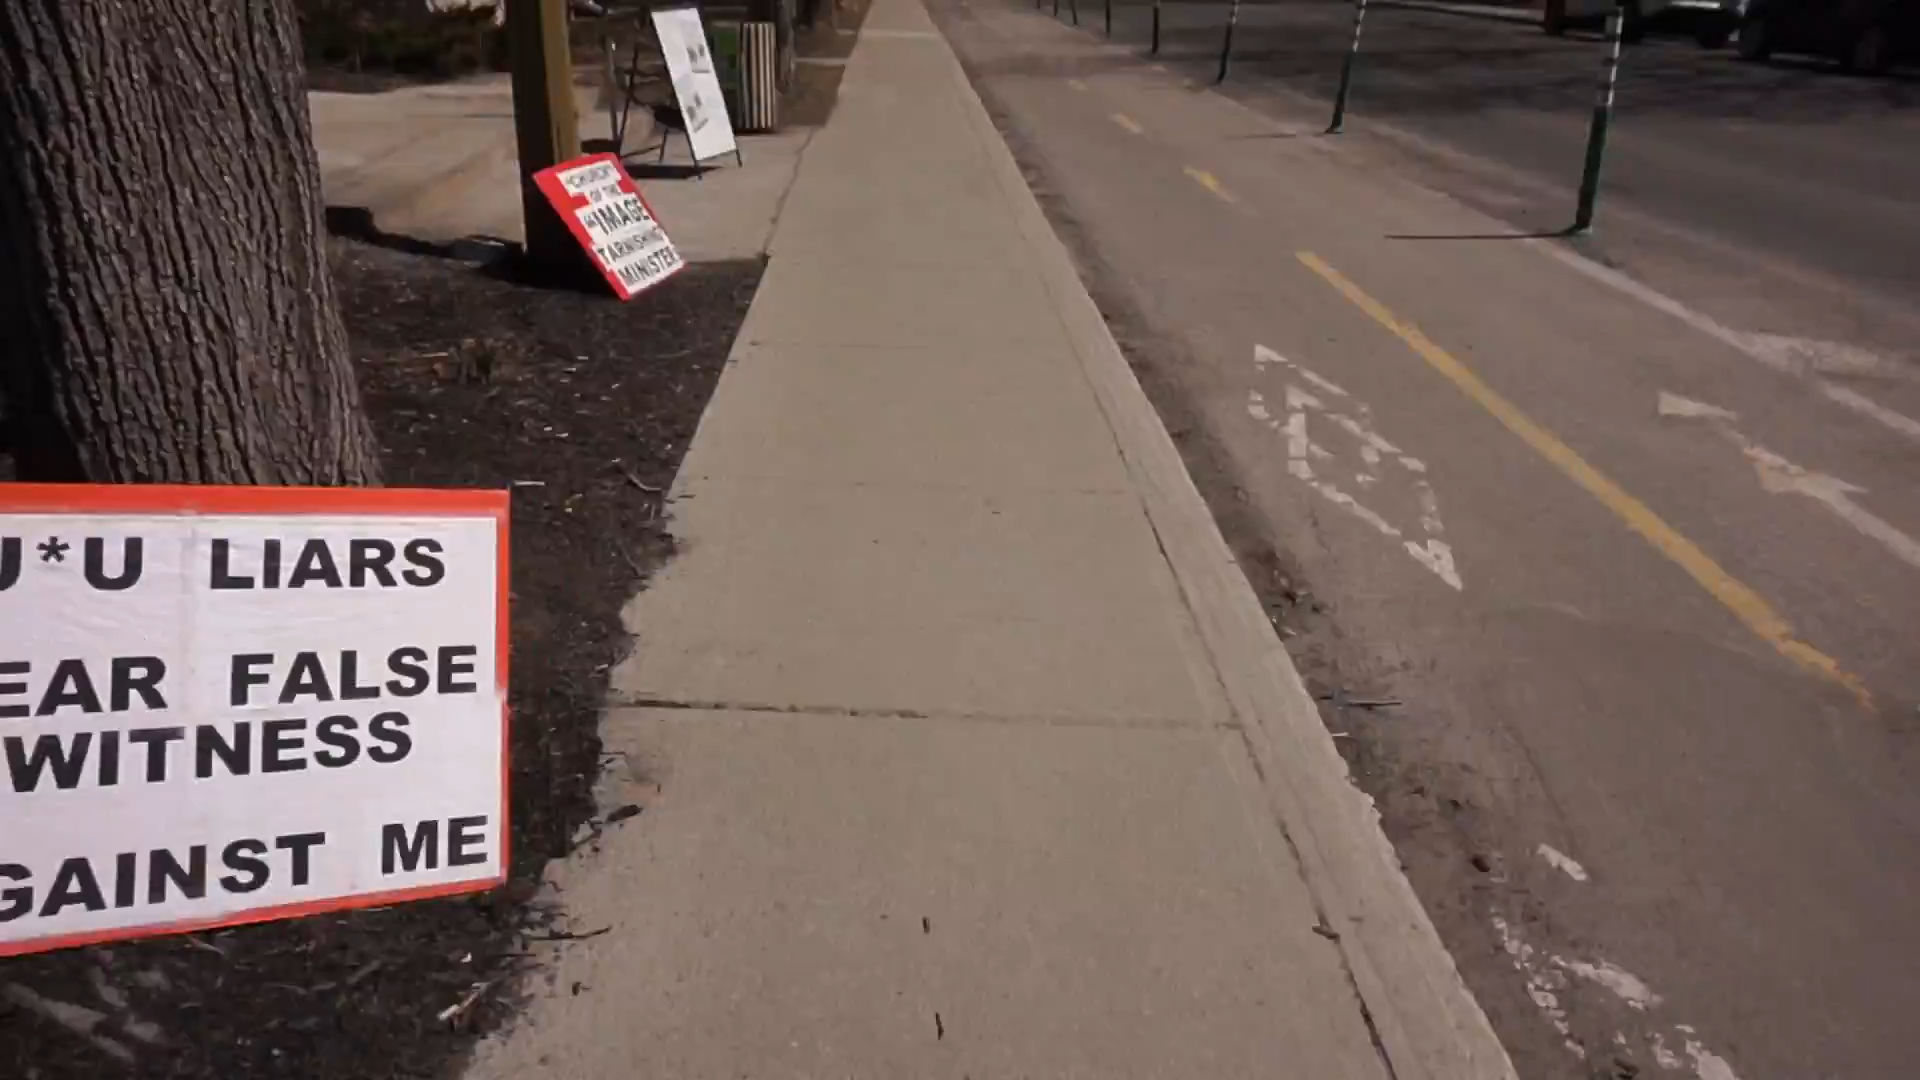 "CHURCH"
OF THE
"IMAGE
TARNISHING
MINISTER
U*U LIARS
EAR FALSE
WITNESS
GAINST ME